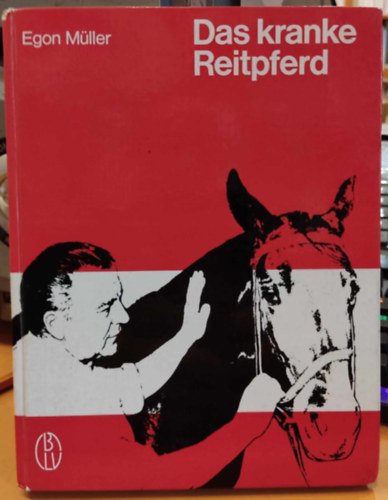 Egon Müller
Das kranke
Reitpferd
BLV